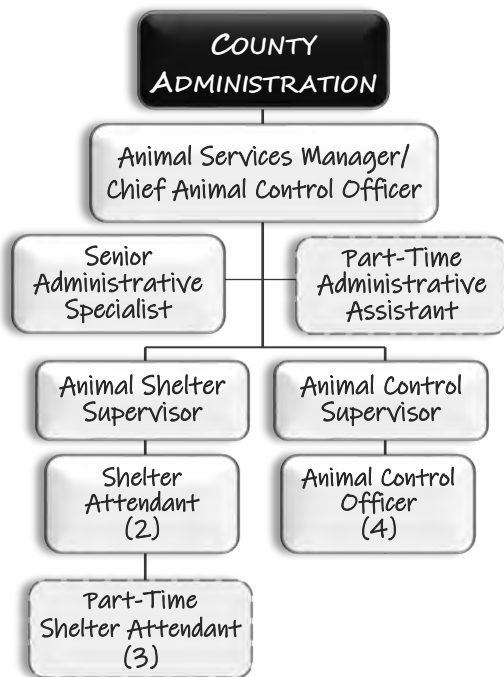 COUNTY
ADMINISTRATION
Animal Services Manager/
Chief Animal Control Officer
Senior
Administrative
Specialist
Part-Time
Administrative
Assistant
Animal Shelter
Supervisor
Animal Control
Supervisor
Shelter
Attendant
(2)
Animal Control
Officer
(4)
Part-Time
Shelter Attendant
(3)